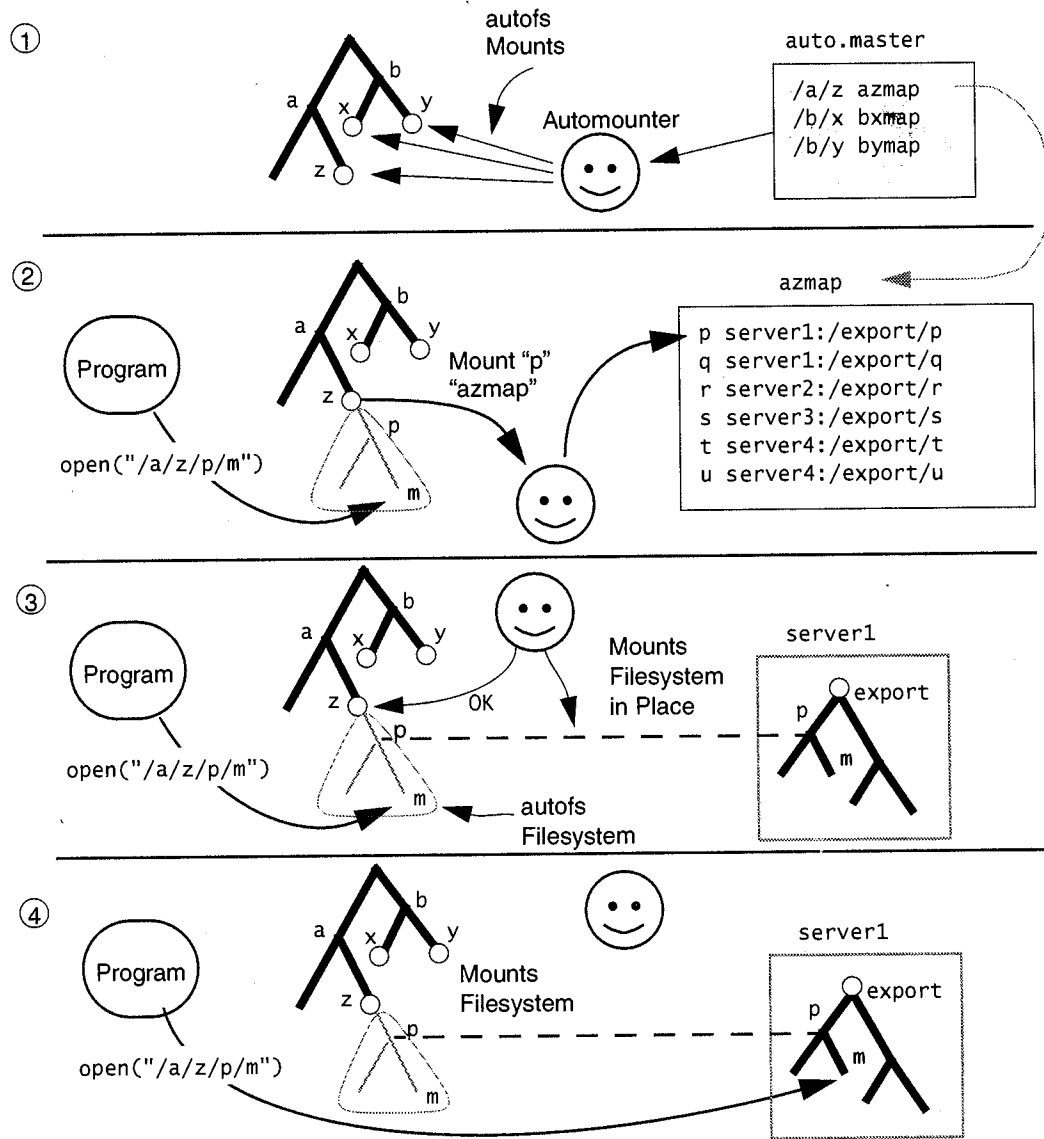 1
autofs
Mounts
auto.master
a
b
x
y
z
Automounter
/a/z azmap
/b/x bxmap
/b/y bymap
2
azmap
Program
a
b
x
y
z
p
m
Mount “p”
“azmap”
open("/a/z/p/m")
p server1:/export/p
q server1:/export/q
r server2:/export/r
s server3:/export/s
t server4:/export/t
u server4:/export/u
3
Program
a
b
x
y
z
OK
p
m
Mounts
Filesystem
in Place
server1
export
p
m
open("/a/z/p/m")
autofs
Filesystem
4
Program
a
b
x
y
z
p
m
Mounts
Filesystem
server1
export
p
m
open("/a/z/p/m")